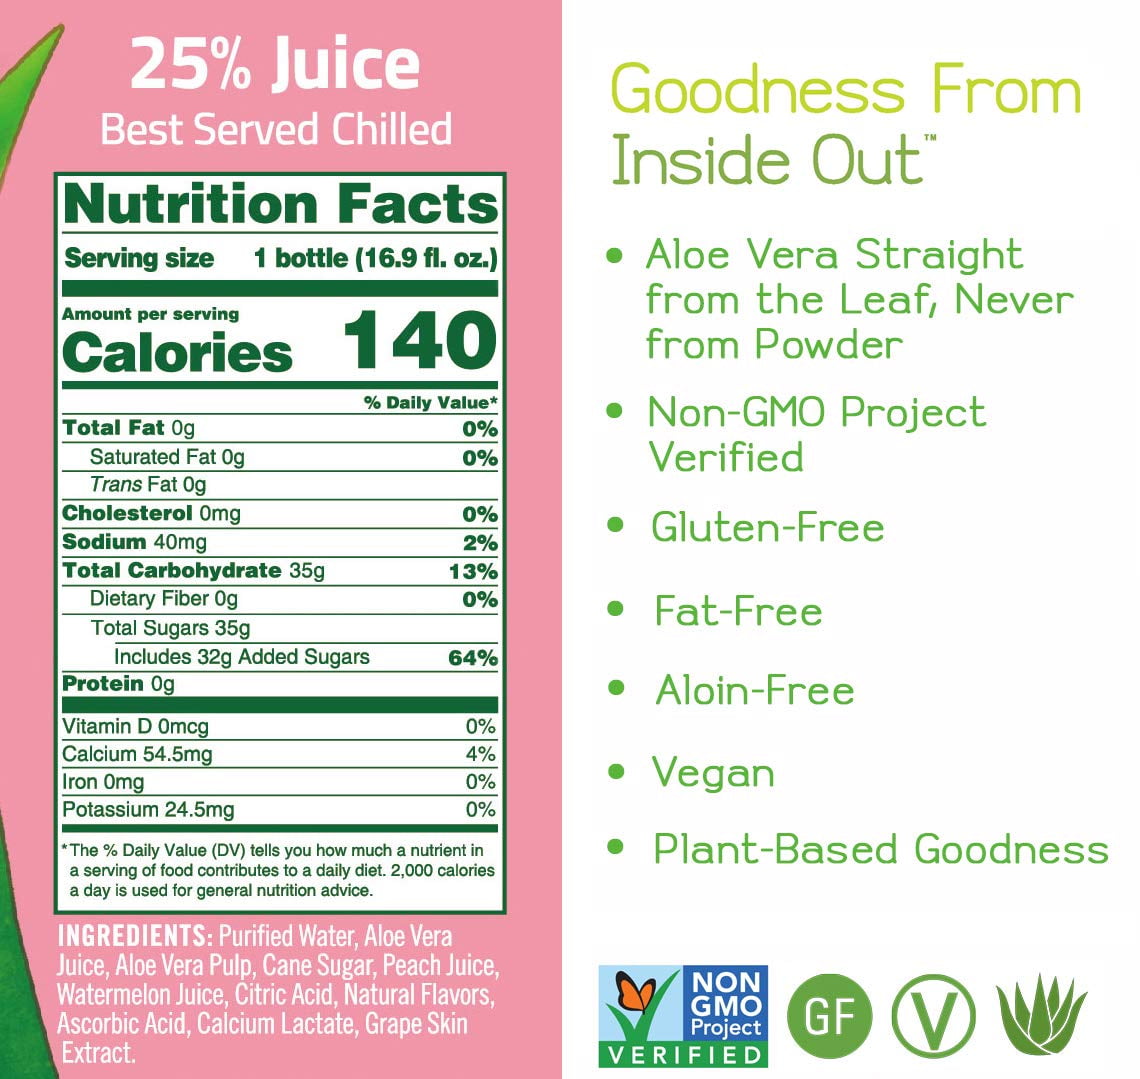 25% Juice
Best Served Chilled
Nutrition Facts
Serving size 1 bottle (16.9 fl. oz.)
Amount per serving
Calories 140
% Daily Value*
Total Fat 0g 0%
Saturated Fat 0g 0%
Trans Fat 0g
Cholesterol 0mg 0%
Sodium 40mg 2%
Total Carbohydrate 35g 13%
Dietary Fiber 0g 0%
Total Sugars 35g
Includes 32g Added Sugars 64%
Protein 0g
Vitamin D 0mcg 0%
Calcium 54.5mg 4%
Iron 0mg 0%
Potassium 24.5mg 0%
*The % Daily Value (DV) tells you how much a nutrient in
a serving of food contributes to a daily diet. 2,000 calories
a day is used for general nutrition advice.
INGREDIENTS: Purified Water, Aloe Vera
Juice, Aloe Vera Pulp, Cane Sugar, Peach Juice,
Watermelon Juice, Citric Acid, Natural Flavors,
Ascorbic Acid, Calcium Lactate, Grape Skin
Extract.
Goodness From
Inside Out™
• Aloe Vera Straight
from the Leaf, Never
from Powder
• Non-GMO Project
Verified
• Gluten-Free
• Fat-Free
• Aloin-Free
• Vegan
• Plant-Based Goodness
NON
GMO
Project
VERIFIED
GF
V